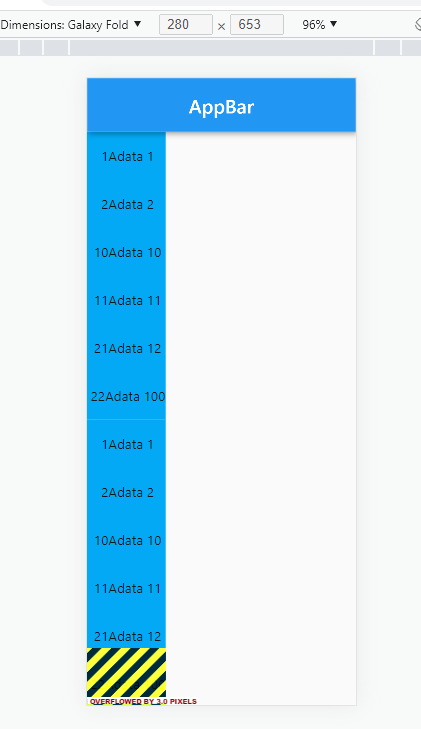 Dimensions: Galaxy Fold ▼ 280 × 653 96% ▼
AppBar
1Adata 1
2Adata 2
10Adata 10
11Adata 11
21Adata 12
22Adata 100
1Adata 1
2Adata 2
10Adata 10
11Adata 11
21Adata 12
OVERFLOWED BY 3.0 PIXELS